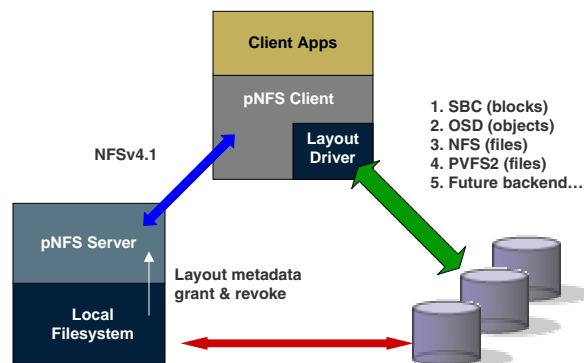 Client Apps
pNFS Client
Layout
Driver
1. SBC (blocks)
2. OSD (objects)
3. NFS (files)
4. PVFS2 (files)
5. Future backend…
NFSv4.1
pNFS Server
Layout metadata
grant & revoke
Local
Filesystem